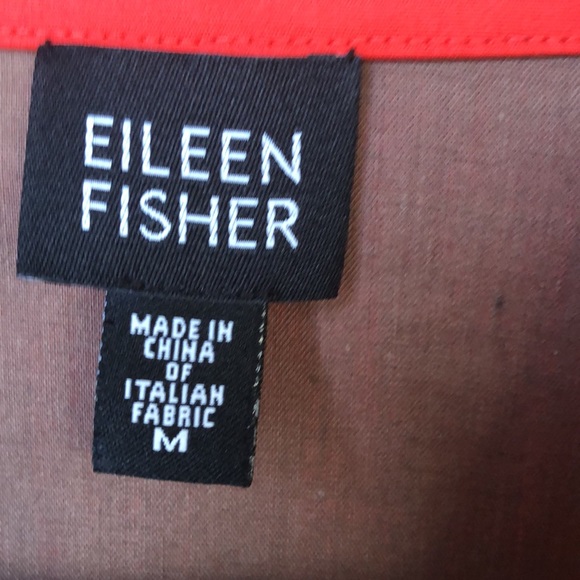 EILEEN
FISHER
MADE IN
CHINA
OF
ITALIAN
FABRIC
M